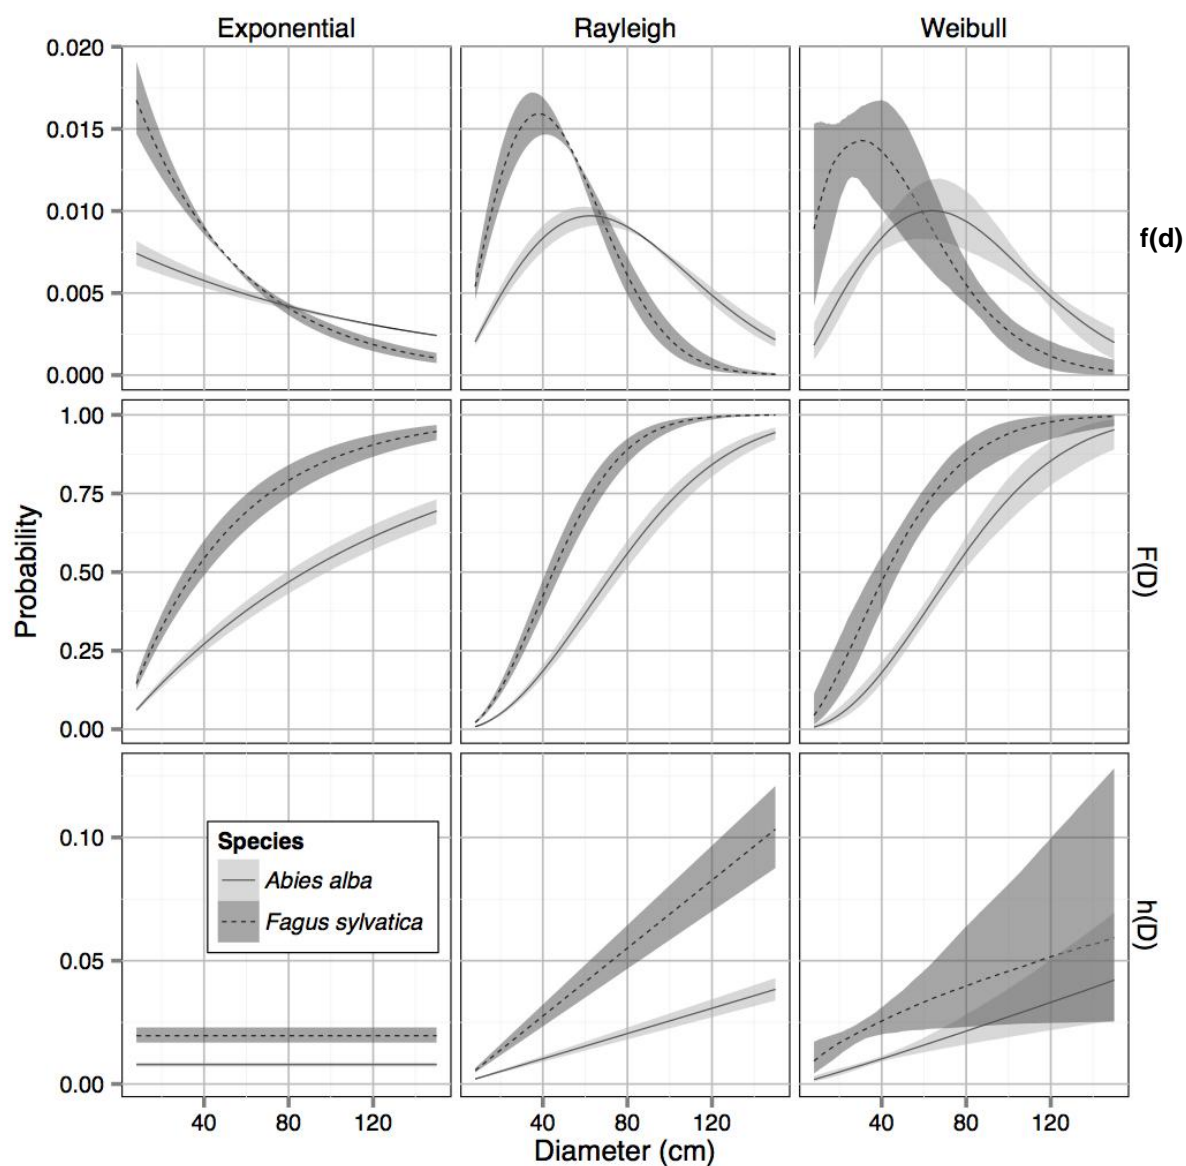 Exponential Rayleigh Weibull
0.020
0.015
0.010
0.005
0.000
f(d)
1.00
0.75
0.50
0.25
0.00
F(D)
Probability
0.10
0.05
0.00
h(D)
Species
Abies alba
Fagus sylvatica
40 80 120 40 80 120 40 80 120
Diameter (cm)